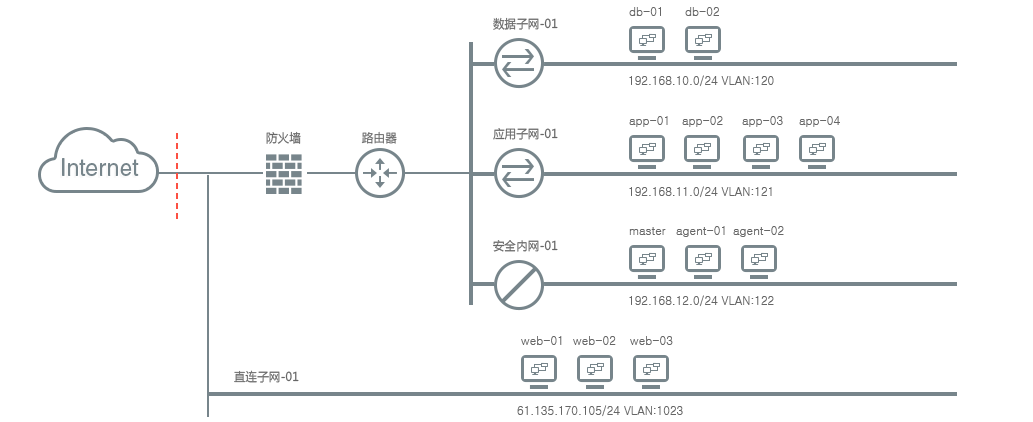 数据子网-01
db-01 db-02
192.168.10.0/24 VLAN:120
Internet
防火墙
路由器
应用子网-01
app-01 app-02 app-03 app-04
192.168.11.0/24 VLAN:121
安全内网-01
master agent-01 agent-02
192.168.12.0/24 VLAN:122
直连子网-01
web-01 web-02 web-03
61.135.170.105/24 VLAN:1023